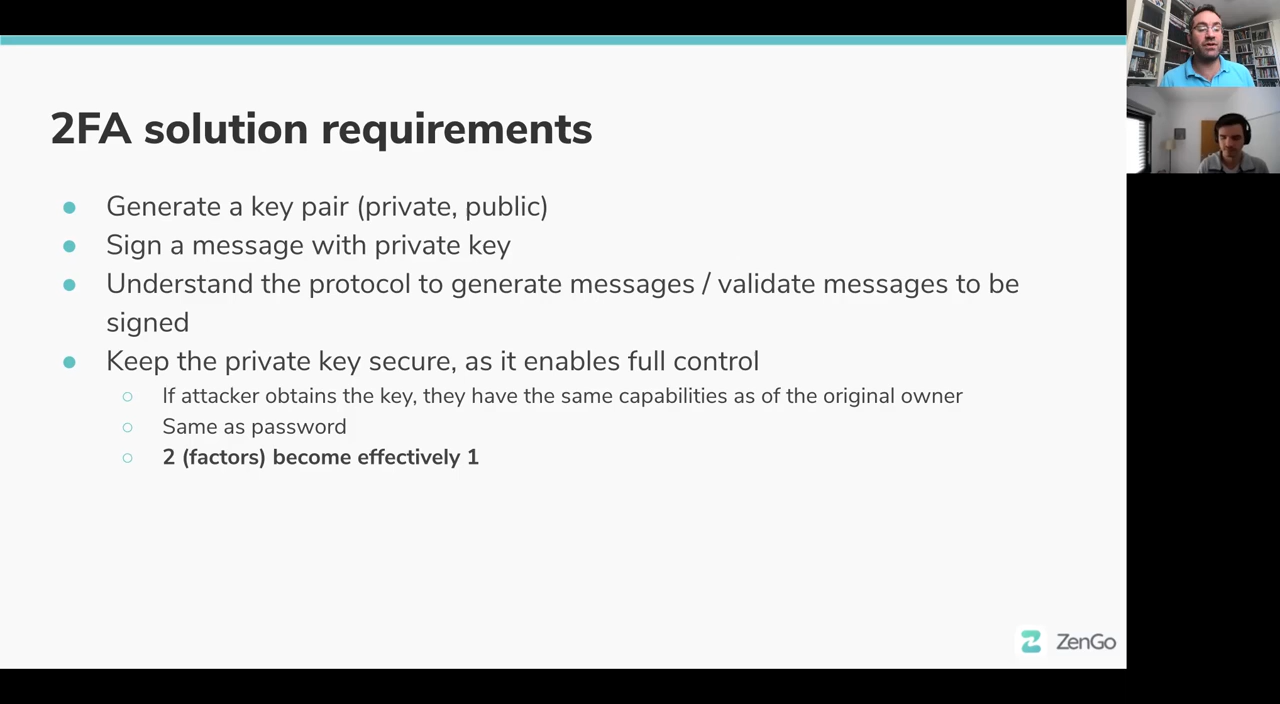 2FA solution requirements
● Generate a key pair (private, public)
● Sign a message with private key
● Understand the protocol to generate messages / validate messages to be
signed
● Keep the private key secure, as it enables full control
○ If attacker obtains the key, they have the same capabilities as of the original owner
○ Same as password
○ 2 (factors) become effectively 1
ZenGo